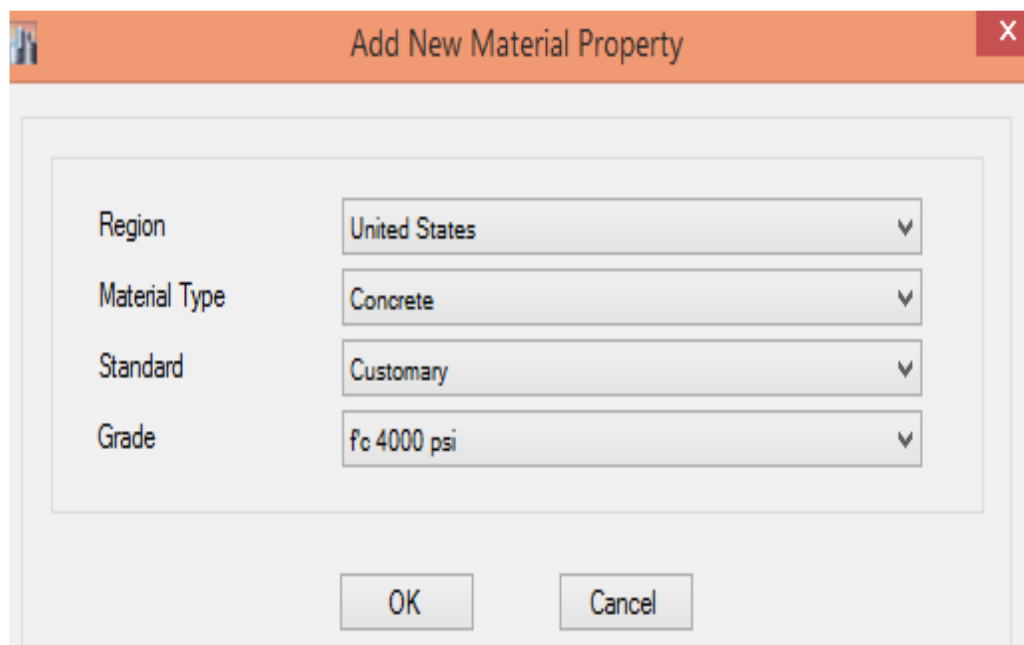 Add New Material Property
X
Region United States
Material Type Concrete
Standard Customary
Grade f'c 4000 psi
OK Cancel